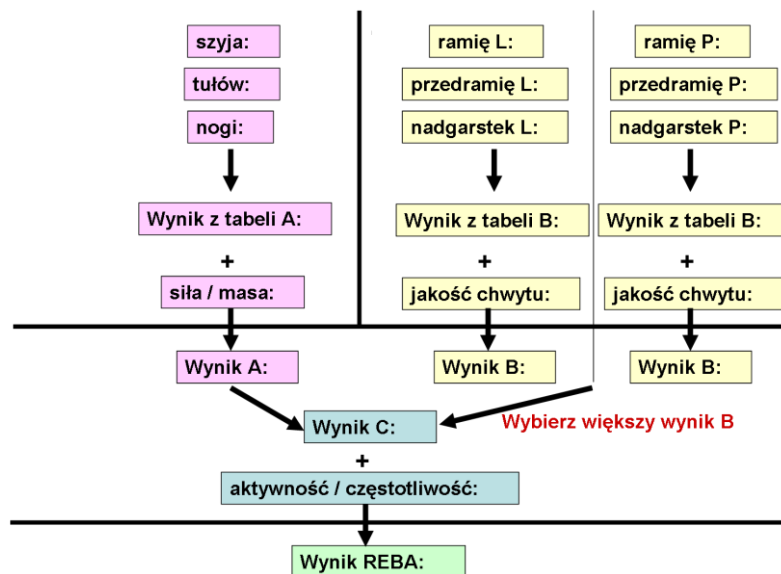 szyja:
tułów:
nogi:
Wynik z tabeli A:
+
siła / masa:
Wynik A:
ramię L:
przedramię L:
nadgarstek L:
Wynik z tabeli B:
+
jakość chwytu:
Wynik B:
ramię P:
przedramię P:
nadgarstek P:
Wynik z tabeli B:
+
jakość chwytu:
Wynik B:
Wybierz większy wynik B
Wynik C:
+
aktywność / częstotliwość:
Wynik REBA: